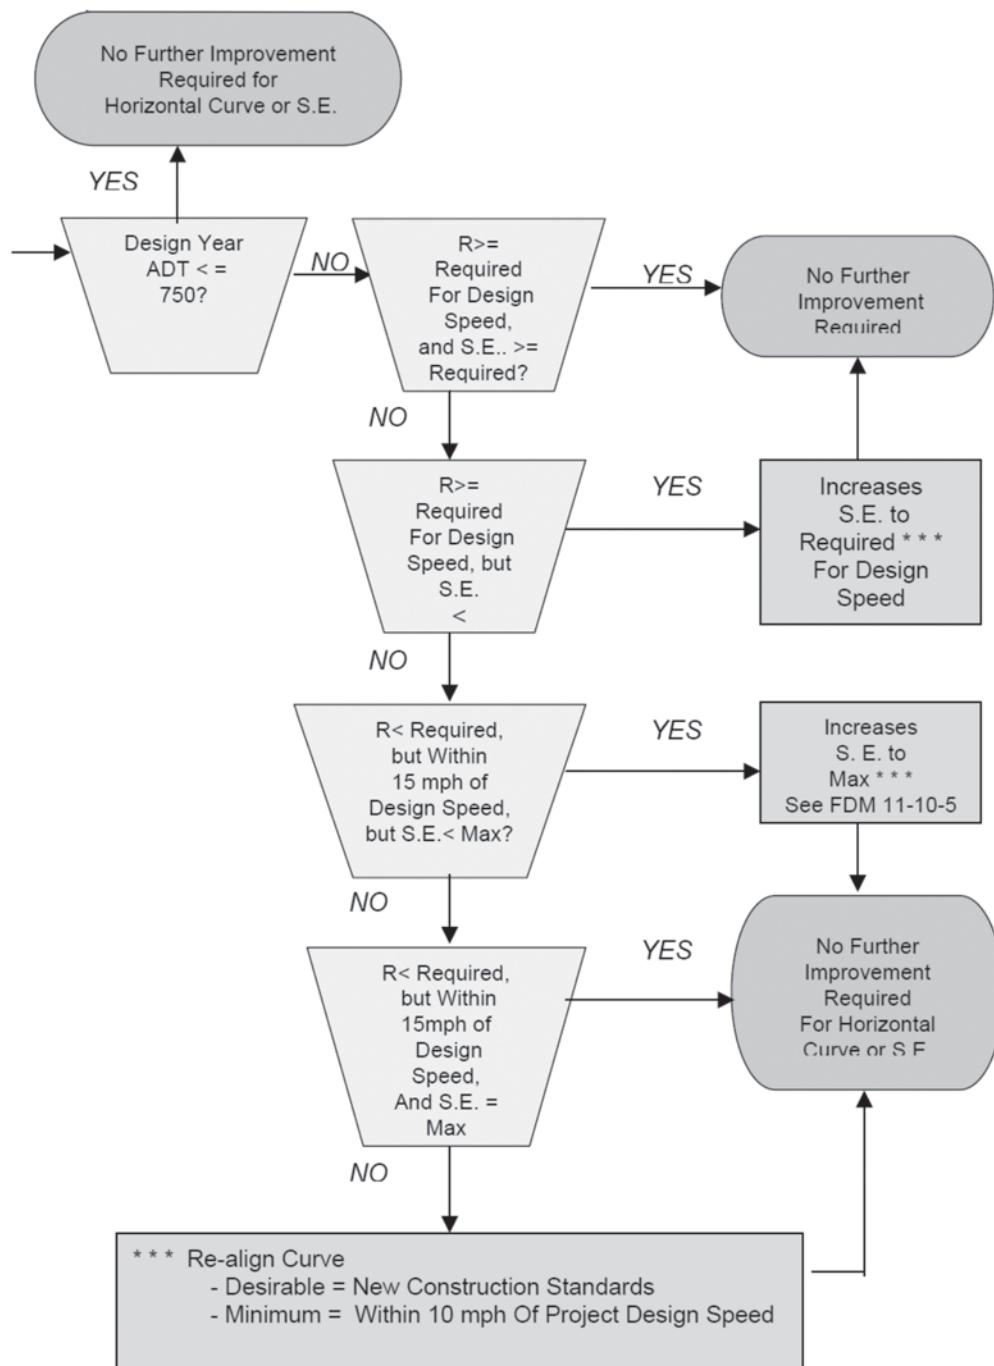 No Further Improvement
Required for
Horizontal Curve or S.E.
YES
Design Year
ADT < =
750?
NO
R>=
Required
For Design
Speed,
and S.E.. >=
Required?
YES
No Further
Improvement
Required
NO
R>=
Required
For Design
Speed, but
S.E.
<
YES
Increases
S.E. to
Required * * *
For Design
Speed
NO
R< Required,
but Within
15 mph of
Design Speed,
but S.E.< Max?
YES
Increases
S. E. to
Max * * *
See FDM 11-10-5
NO
R< Required,
but Within
15mph of
Design
Speed,
And S.E. =
Max
YES
No Further
Improvement
Required
For Horizontal
Curve or S.E
NO
* * * Re-align Curve
- Desirable = New Construction Standards
- Minimum = Within 10 mph Of Project Design Speed